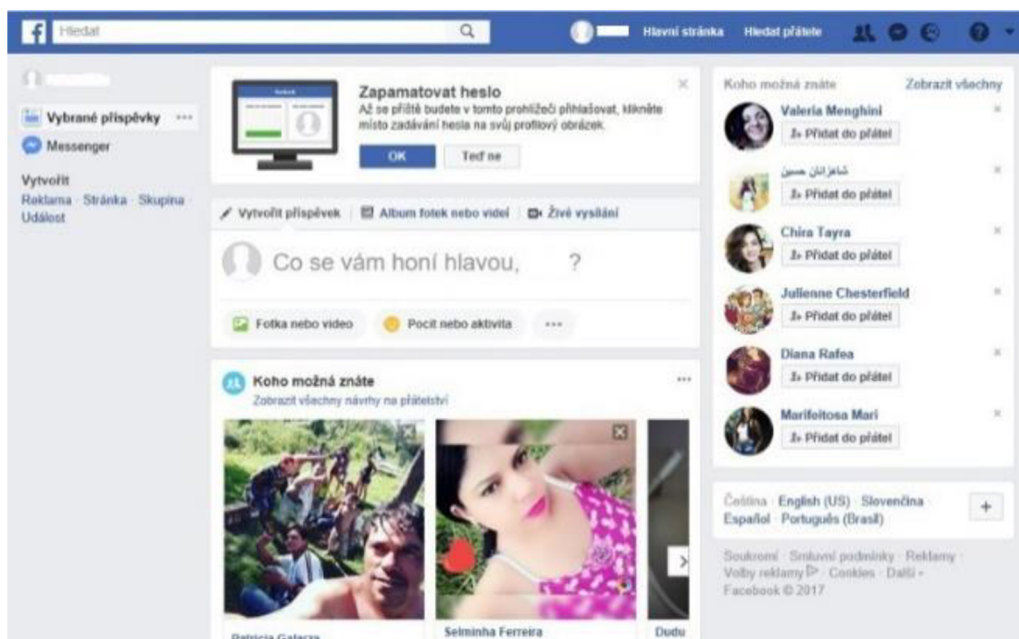 f
Hledat
Hlavní stránka
Hledat přátele
Vybrané příspěvky
Messenger
Vytvořit
Reklama · Stránka · Skupina
Událost
Zapamatovat heslo
Až se příště budete v tomto prohlížeči přihlašovat, klikněte
místo zadávání hesla na svůj profilový obrázek.
OK
Teď ne
Vytvořit příspěvek
Album fotek nebo videí
Živé vysílání
Co se vám honí hlavou, ?
Fotka nebo video
Pocit nebo aktivita
Koho možná znáte
Zobrazit všechny návrhy na přátelství
Patricia Galarza
Selminha Ferreira
Dudu
Koho možná znáte
Zobrazit všechny
Valeria Menghini
Přidat do přátel
شاهزانان حسين
Přidat do přátel
Chira Tayra
Přidat do přátel
Julienne Chesterfield
Přidat do přátel
Diana Rafea
Přidat do přátel
Marifeitosa Mari
Přidat do přátel
Čeština · English (US) · Slovenčina
Español · Português (Brasil)
Soukromí · Smluvní podmínky · Reklamy ·
Volby reklamy · Cookies · Další
Facebook © 2017